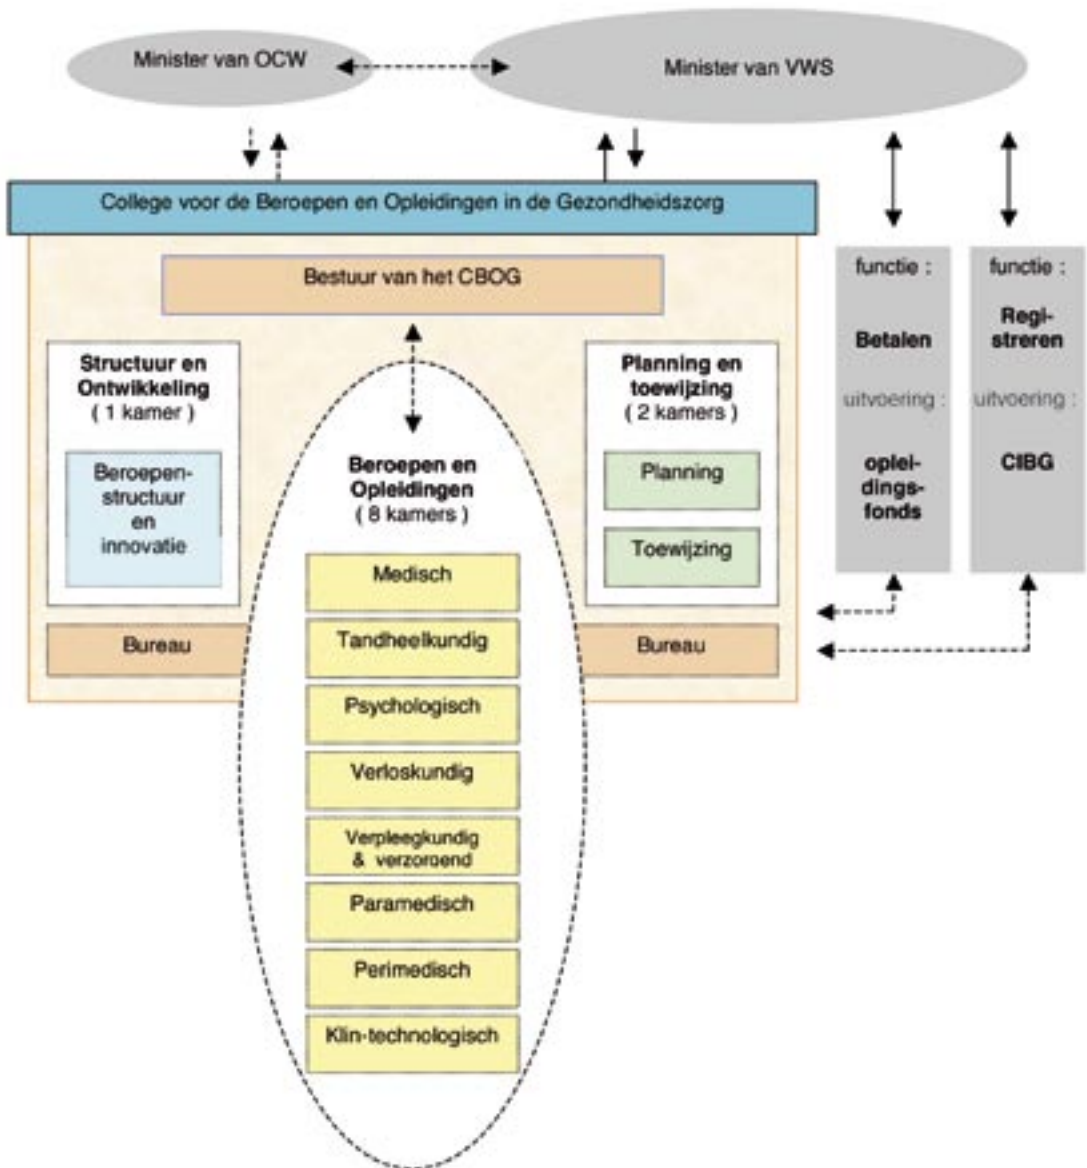 Minister van OCW
Minister van VWS
College voor de Beroepen en Opleidingen in de Gezondheidszorg
Bestuur van het CBOG
Structuur en
Ontwikkeling
( 1 kamer )
Beroepen-
structuur
en
innovatie
Bureau
Beroepen en
Opleidingen
( 8 kamers )
Medisch
Tandheelkundig
Psychologisch
Verloskundig
Verpleegkundig
& verzoroend
Paramedisch
Perimedisch
Klin-technologisch
Planning en
toewijzing
( 2 kamers )
Planning
Toewijzing
Bureau
functie :
Betalen
uitvoering :
oplei-
dings-
fonds
functie :
Regi-
streren
uitvoering :
CIBG